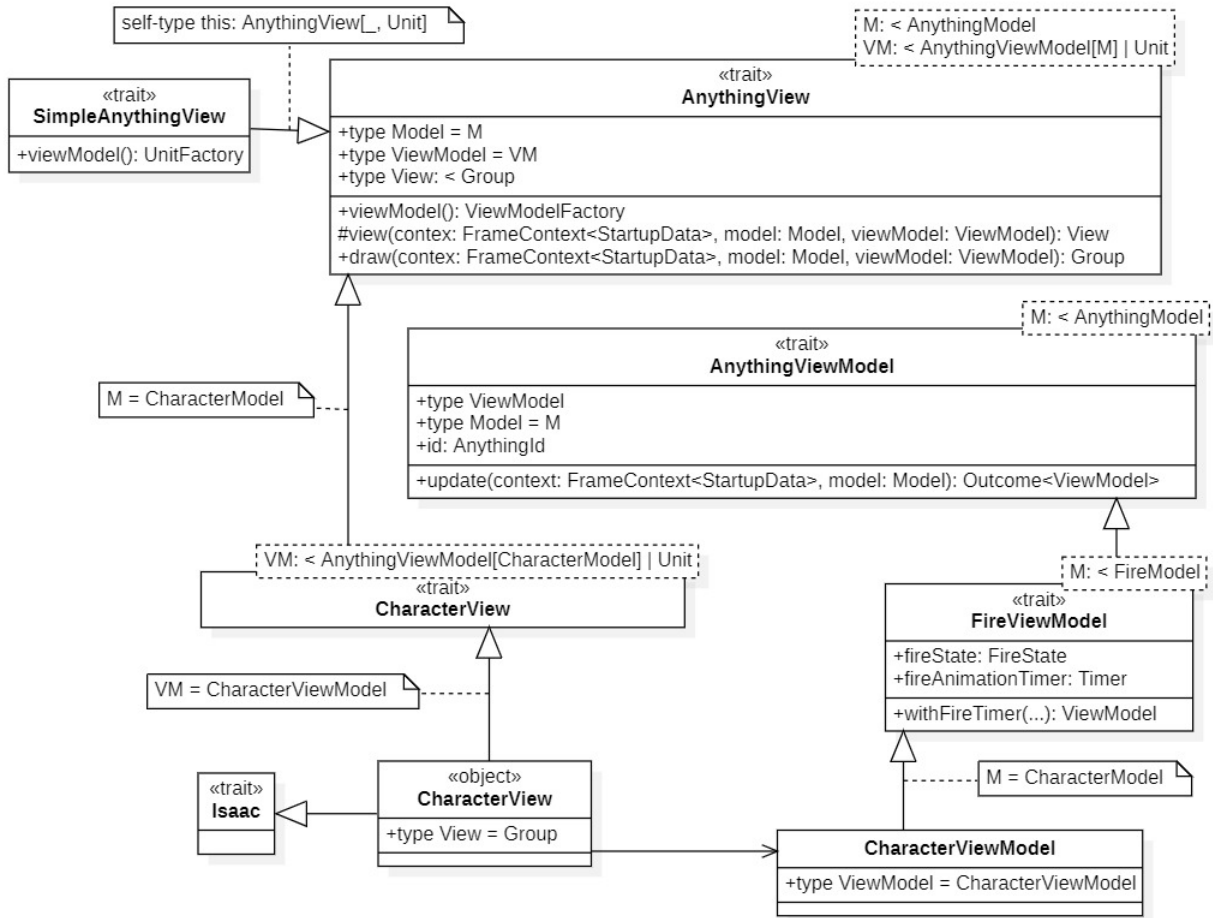 self-type this: AnythingView[_, Unit]
M: < AnythingModel
VM: < AnythingViewModel[M] | Unit
«trait»
SimpleAnythingView
+viewModel(): UnitFactory
«trait»
AnythingView
+type Model = M
+type ViewModel = VM
+type View: < Group
+viewModel(): ViewModelFactory
#view(contex: FrameContext<StartupData>, model: Model, viewModel: ViewModel): View
+draw(contex: FrameContext<StartupData>, model: Model, viewModel: ViewModel): Group
M: < AnythingModel
«trait»
AnythingViewModel
+type ViewModel
+type Model = M
+id: AnythingId
+update(context: FrameContext<StartupData>, model: Model): Outcome<ViewModel>
M = CharacterModel
VM: < AnythingViewModel[CharacterModel] | Unit
«trait»
CharacterView
M: < FireModel
«trait»
FireViewModel
+fireState: FireState
+fireAnimationTimer: Timer
+withFireTimer(...): ViewModel
VM = CharacterViewModel
M = CharacterModel
«trait»
Isaac
«object»
CharacterView
+type View = Group
CharacterViewModel
+type ViewModel = CharacterViewModel